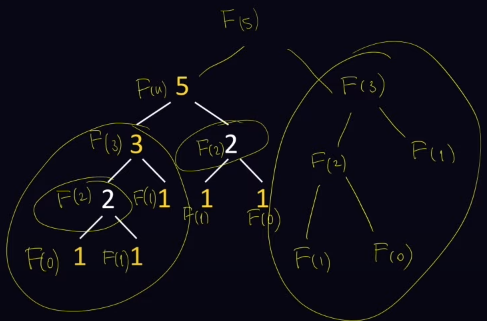 F(5)
F(4) 5
F(3)
F(3) 3
F(2) 2
F(2)
F(1)
F(2) 2
F(1) 1
1
1
F(1)
F(0)
F(0) 1
F(1) 1
F(1)
F(0)